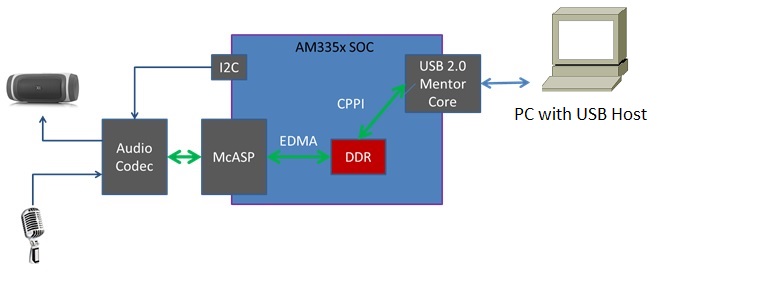 AM335x SOC
I2C
USB 2.0
Mentor
Core
CPPI
PC with USB Host
EDMA
Audio
Codec
McASP
DDR